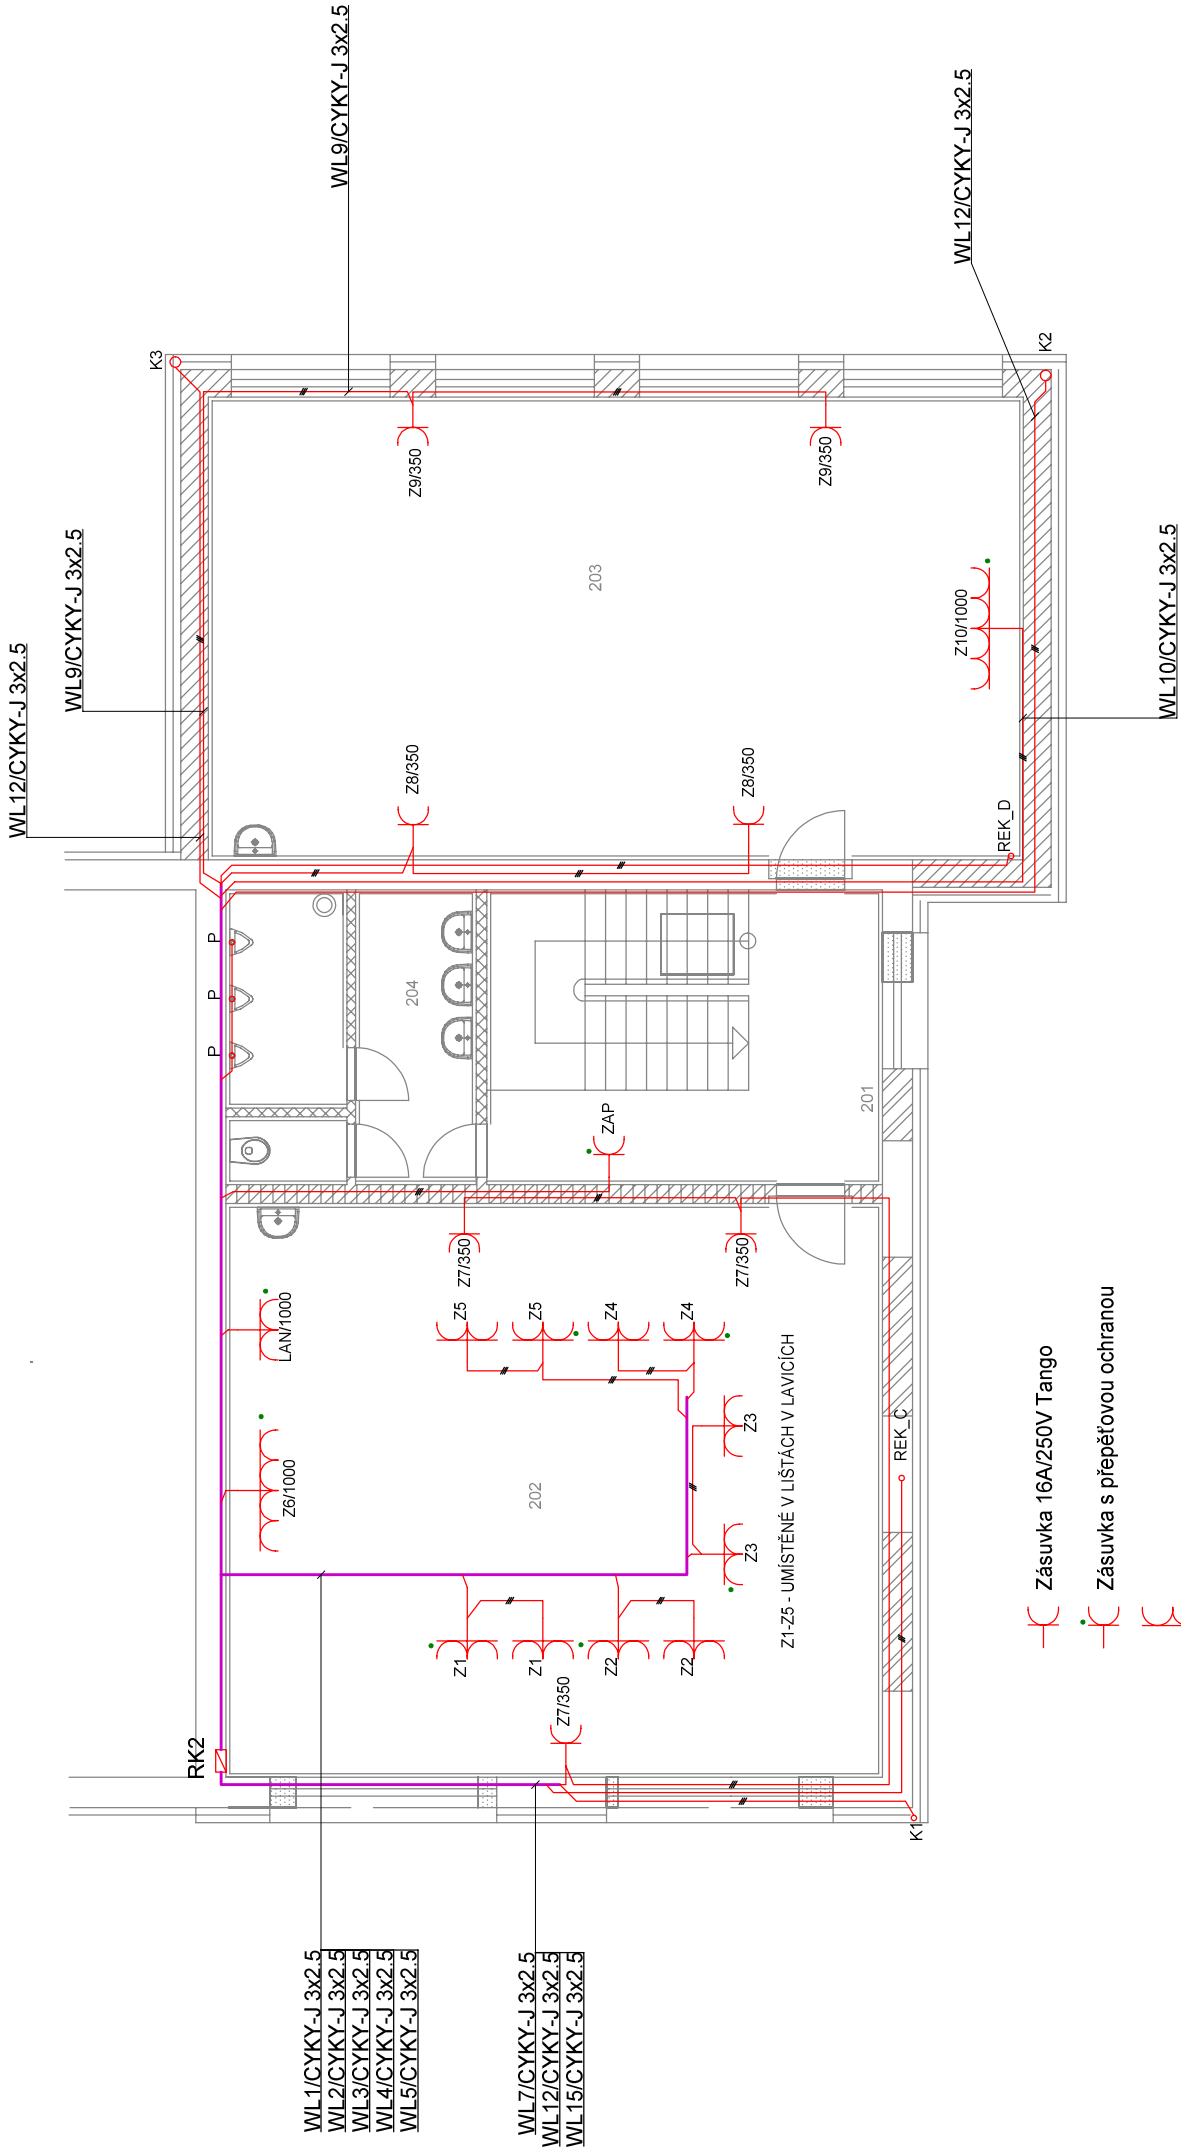 WL12/CYKY-J 3x2.5
WL9/CYKY-J 3x2.5
WL9/CYKY-J 3x2.5
WL12/CYKY-J 3x2.5
WL10/CYKY-J 3x2.5
K3
K2
Z9/350
Z9/350
203
Z10/1000
Z8/350
Z8/350
REK_D
P
P
P
204
201
ZAP
Z7/350
Z7/350
LAN/1000
Z6/1000
Z5
Z5
Z4
Z4
Z3
Z3
202
Z1
Z1
Z2
Z2
Z1-Z5 - UMÍSTĚNÉ V LIŠTÁCH V LAVICÍCH
REK_C
Z7/350
RK2
K1
WL1/CYKY-J 3x2.5
WL2/CYKY-J 3x2.5
WL3/CYKY-J 3x2.5
WL4/CYKY-J 3x2.5
WL5/CYKY-J 3x2.5
WL7/CYKY-J 3x2.5
WL12/CYKY-J 3x2.5
WL15/CYKY-J 3x2.5
Zásuvka 16A/250V Tango
Zásuvka s přepěťovou ochranou